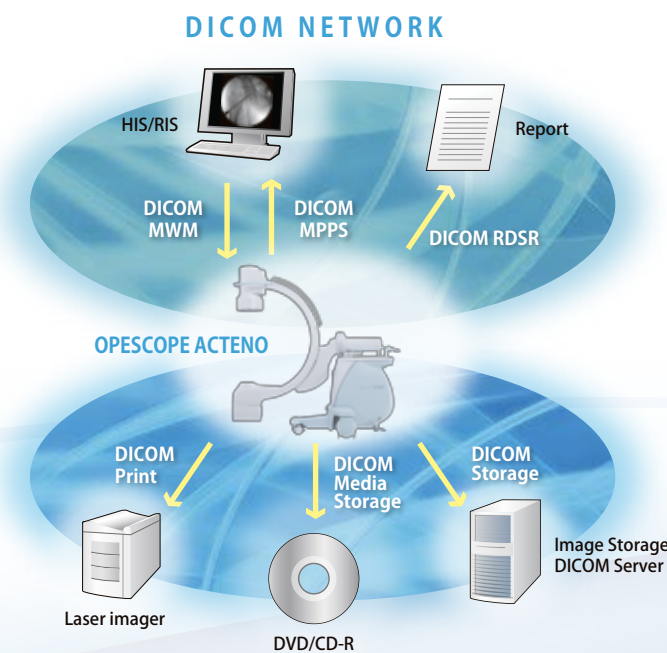 DICOM NETWORK
HIS/RIS
Report
DICOM
MWM
DICOM
MPPS
DICOM RDSR
OPESCOPE ACTENO
DICOM
Print
DICOM
Media
Storage
DICOM
Storage
Laser imager
DVD/CD-R
Image Storage
DICOM Server